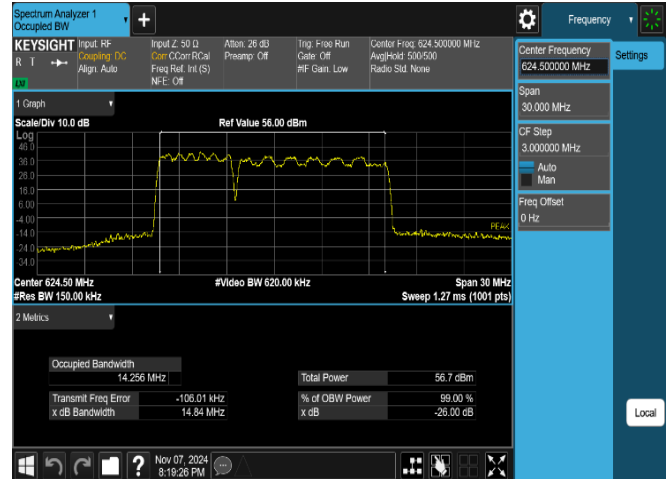 Spectrum Analyzer 1
Occupied BW
Frequency
KEYSIGHT
R T
LXI
Input: RF
Coupling: DC
Align: Auto
Input Z: 50 Ω
Corr CCorr RCal
Freq Ref: Int (S)
NFE: Off
Atten: 26 dB
Preamp: Off
Trig: Free Run
Gate: Off
#IF Gain: Low
Center Freq: 624.500000 MHz
Avg|Hold: 500/500
Radio Std: None
Center Frequency
624.500000 MHz
Settings
Span
30.000 MHz
CF Step
3.000000 MHz
Auto
Man
Freq Offset
0 Hz
Local
1 Graph
Scale/Div 10.0 dB
Ref Value 56.00 dBm
Log
46.0
36.0
26.0
16.0
6.00
-4.00
-14.0
-24.0
-34.0
PEAK
Center 624.50 MHz
#Video BW 620.00 kHz
Span 30 MHz
#Res BW 150.00 kHz
Sweep 1.27 ms (1001 pts)
2 Metrics
Occupied Bandwidth
14.256 MHz
Total Power 56.7 dBm
Transmit Freq Error -106.01 kHz
% of OBW Power 99.00 %
x dB Bandwidth 14.84 MHz
x dB -26.00 dB
?
Nov 07, 2024
8:19:26 PM